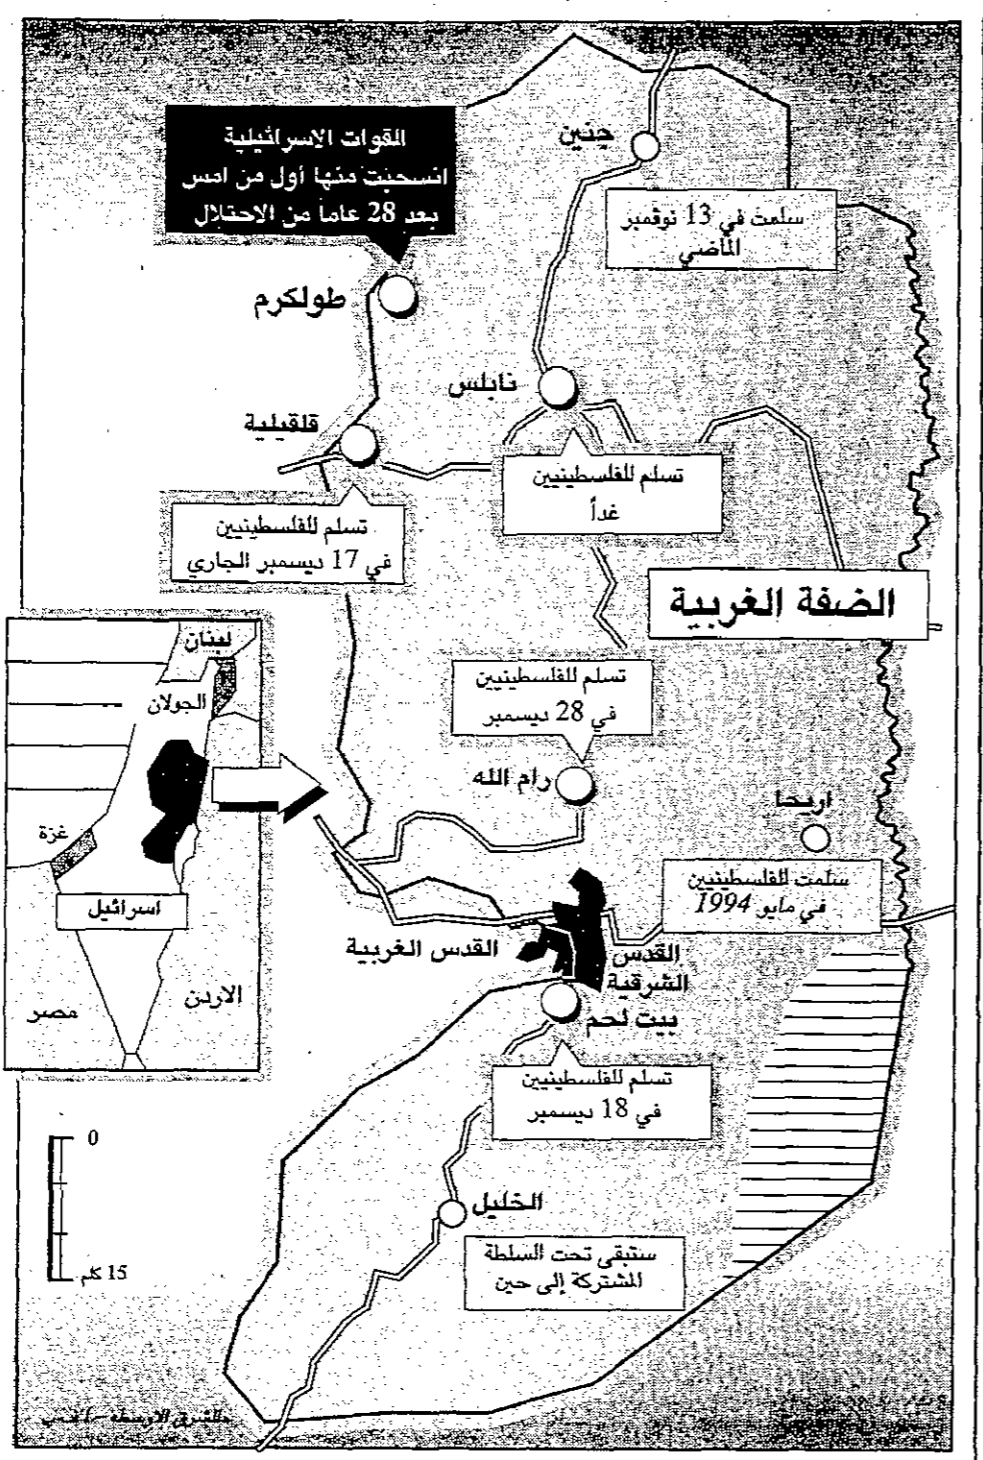 القوات الاسرائيلية
انسحبت منها أول من امس
بعد 28 عاماً من الاحتلال
جنين
سلمت في 13 نوفمبر
الماضي
طولكرم
نابلس
تسلم للفلسطينيين
غداً
قلقيلية
تسلم للفلسطينيين
في 17 ديسمبر الجاري
الضفة الغربية
تسلم للفلسطينيين
في 28 ديسمبر
رام الله
اريحا
سلمت للفلسطينيين
في مايو 1994
القدس الغربية
القدس
الشرقية
بيت لحم
تسلم للفلسطينيين
في 18 ديسمبر
الخليل
ستبقى تحت السلطة
المشتركة إلى حين
لبنان
الجولان
غزة
اسرائيل
الاردن
مصر
0
15 كلم
الشرق الاوسط